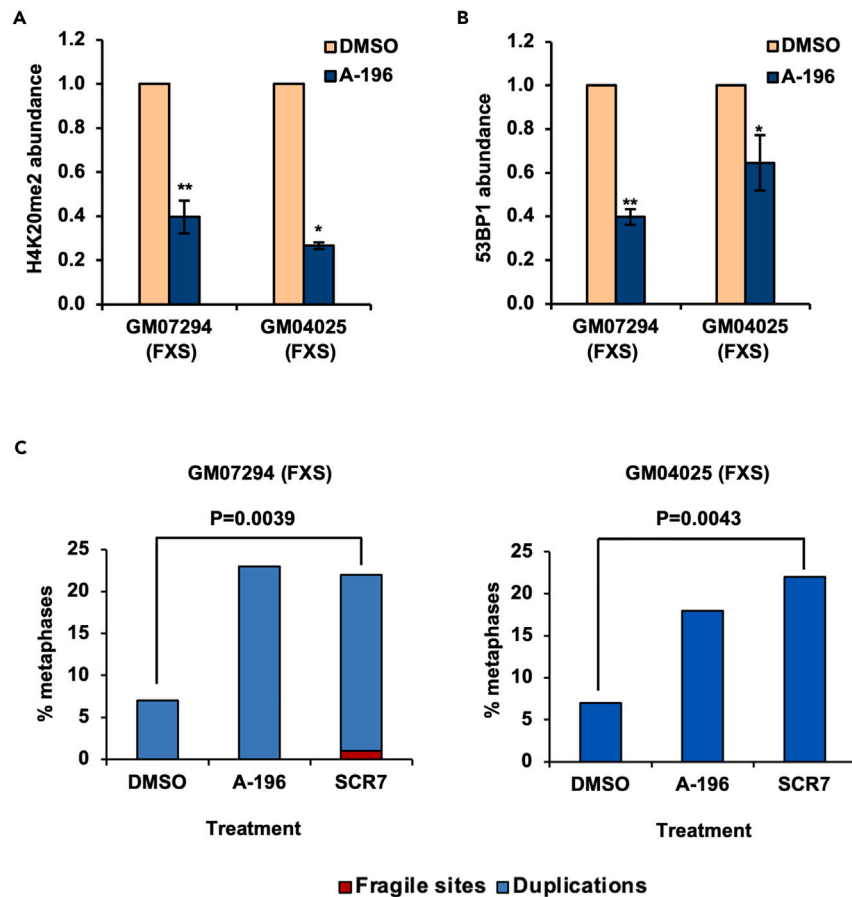 A
H4K20me2 abundance
1.2
1.0
0.8
0.6
0.4
0.2
0.0
DMSO
A-196
**
*
GM07294
(FXS)
GM04025
(FXS)
B
53BP1 abundance
1.2
1.0
0.8
0.6
0.4
0.2
0.0
DMSO
A-196
**
*
GM07294
(FXS)
GM04025
(FXS)
C
GM07294 (FXS)
P=0.0039
% metaphases
25
20
15
10
5
0
DMSO
A-196
SCR7
Treatment
GM04025 (FXS)
P=0.0043
% metaphases
25
20
15
10
5
0
DMSO
A-196
SCR7
Treatment
Fragile sites
Duplications